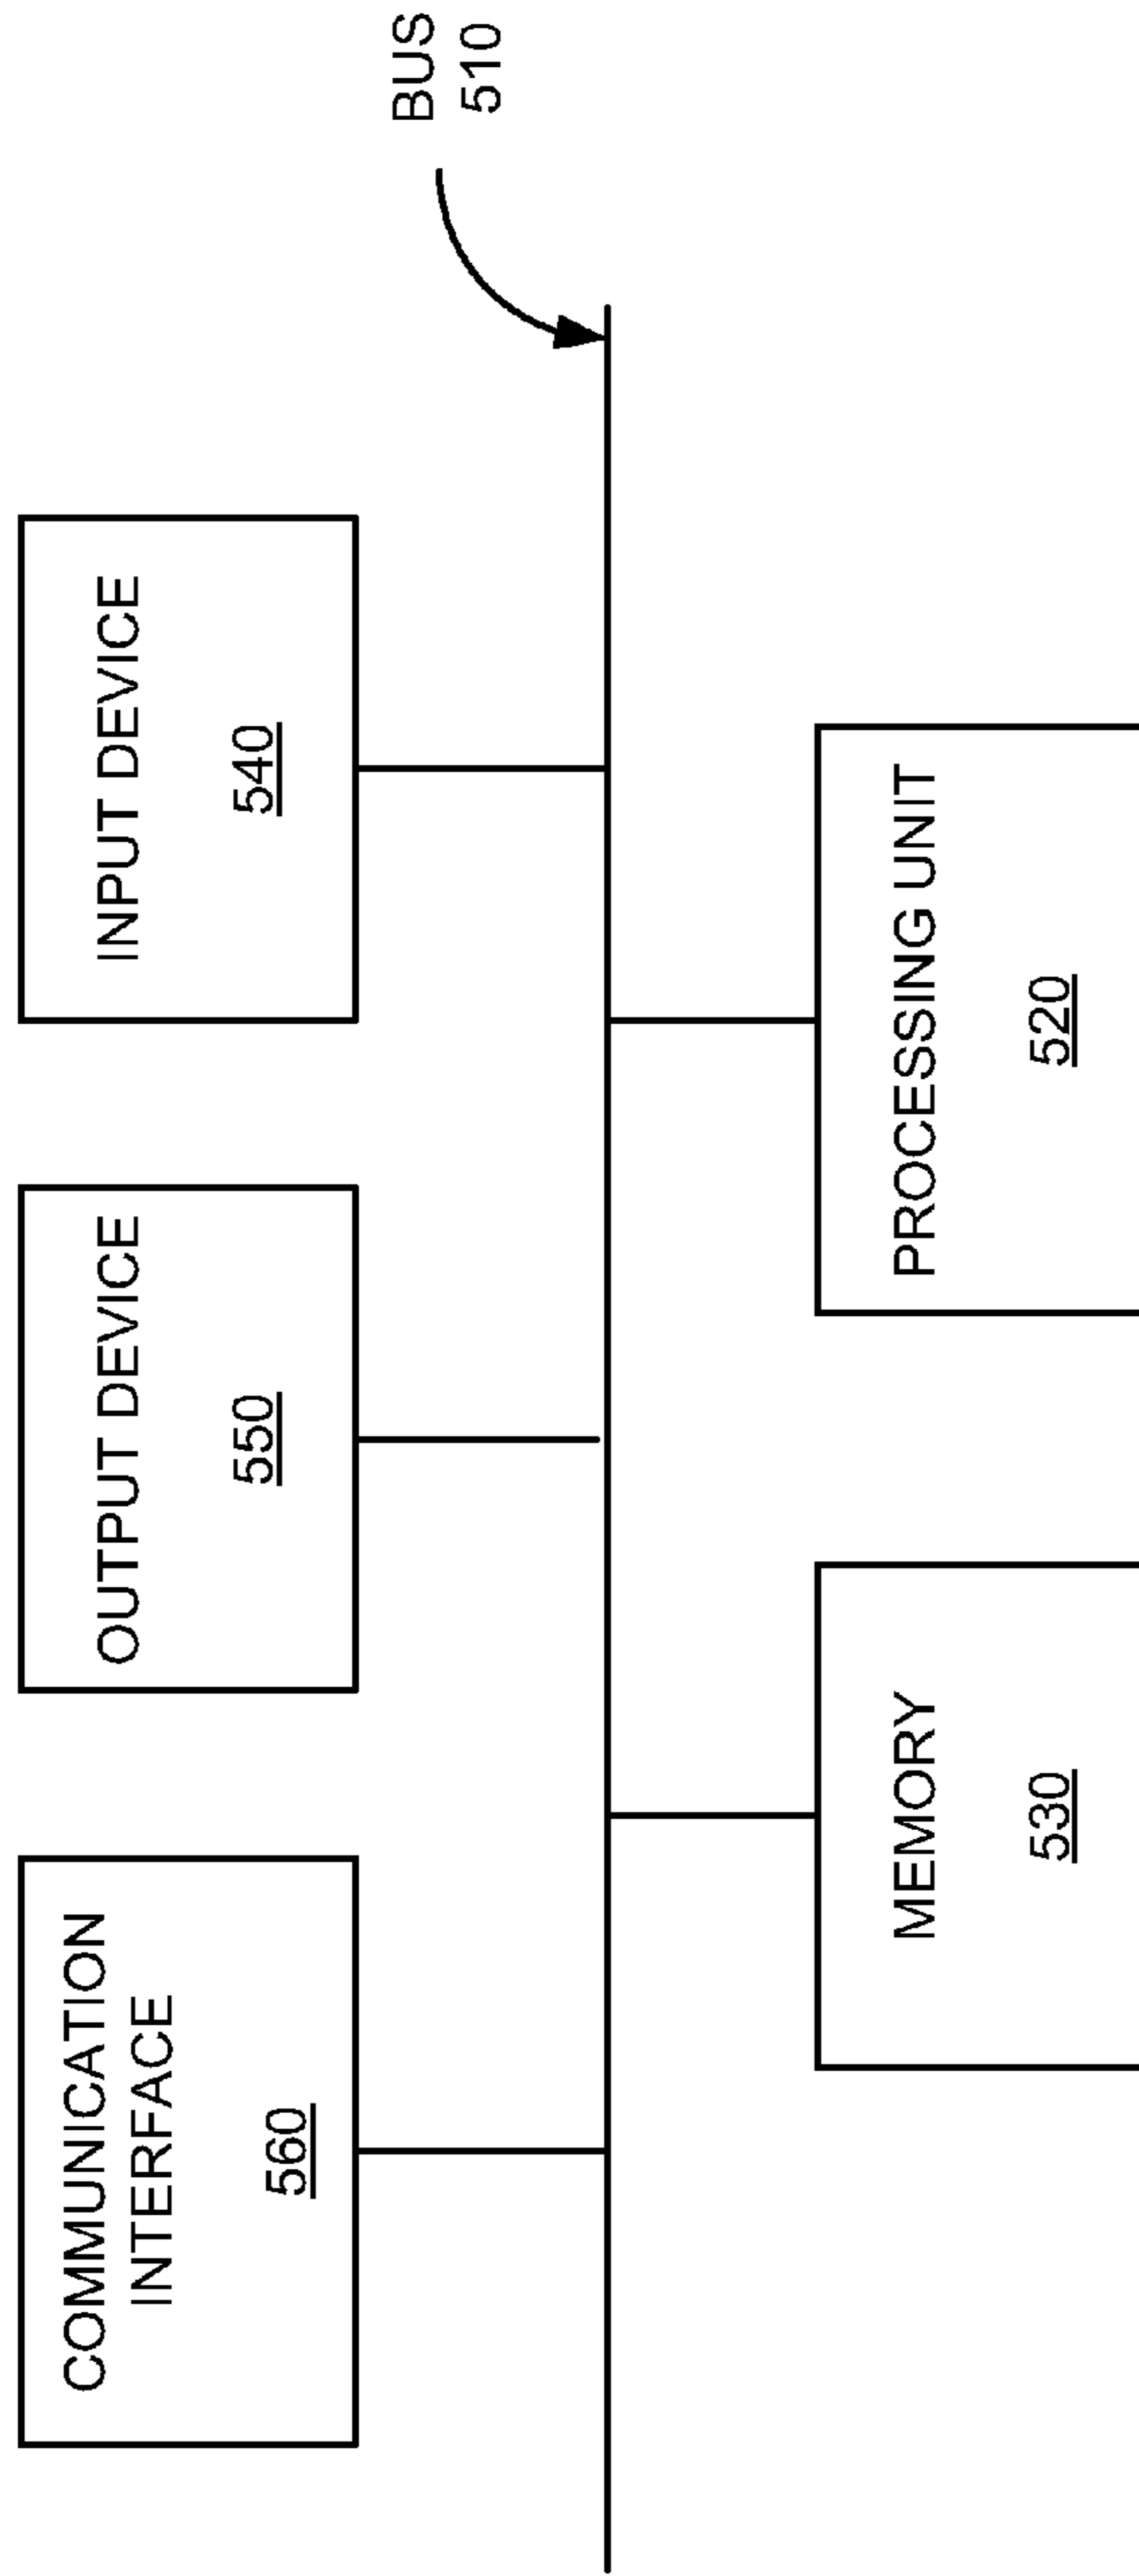 COMMUNICATION
INTERFACE
560
OUTPUT DEVICE
550
INPUT DEVICE
540
BUS
510
MEMORY
530
PROCESSING UNIT
520